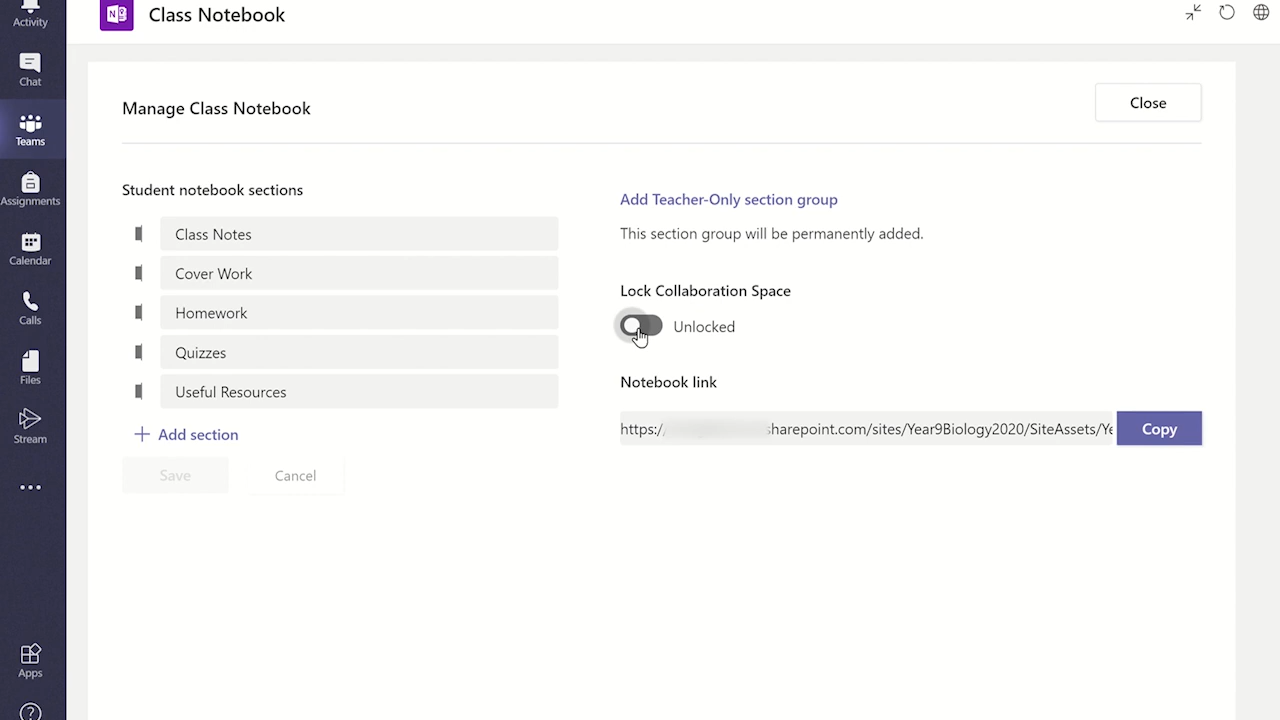 Activity
Chat
Teams
Assignments
Calendar
Calls
Files
Stream
Apps
Class Notebook
Manage Class Notebook
Close
Student notebook sections
Class Notes
Cover Work
Homework
Quizzes
Useful Resources
Add section
Save
Cancel
Add Teacher-Only section group
This section group will be permanently added.
Lock Collaboration Space
Unlocked
Notebook link
https:/ sharepoint.com/sites/Year9Biology2020/SiteAssets/Ye
Copy